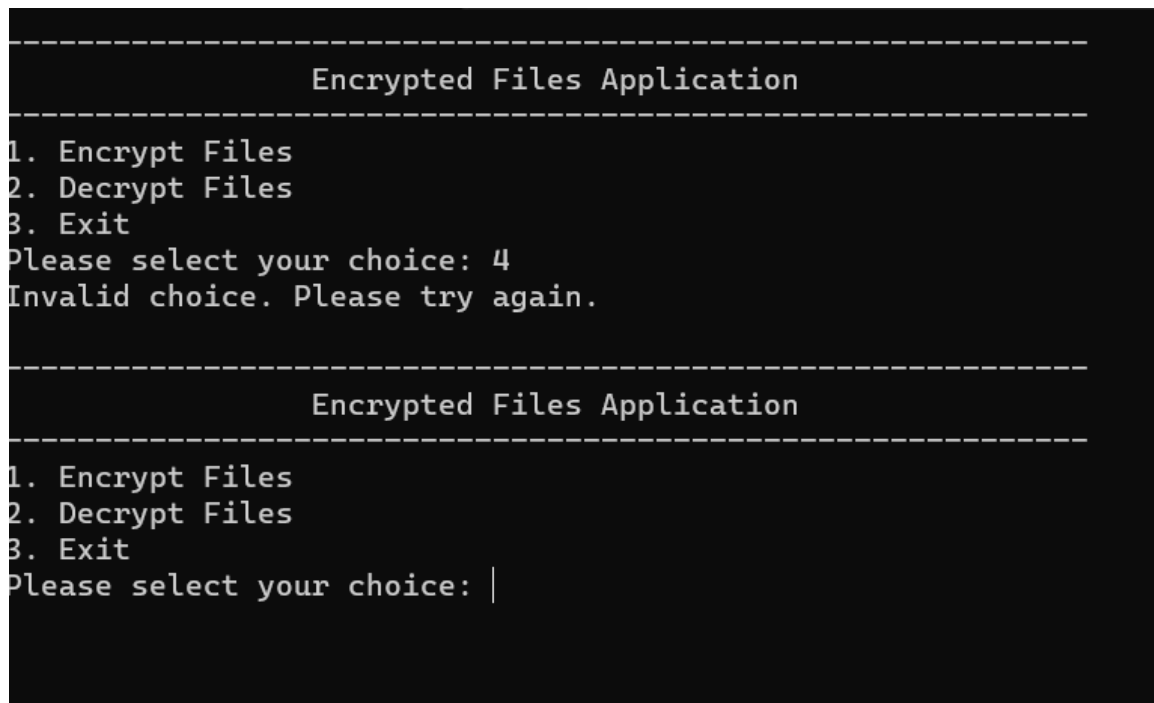 ------------------------------------------------------------
Encrypted Files Application
------------------------------------------------------------
1. Encrypt Files
2. Decrypt Files
3. Exit
Please select your choice: 4
Invalid choice. Please try again.
------------------------------------------------------------
Encrypted Files Application
------------------------------------------------------------
1. Encrypt Files
2. Decrypt Files
3. Exit
Please select your choice: